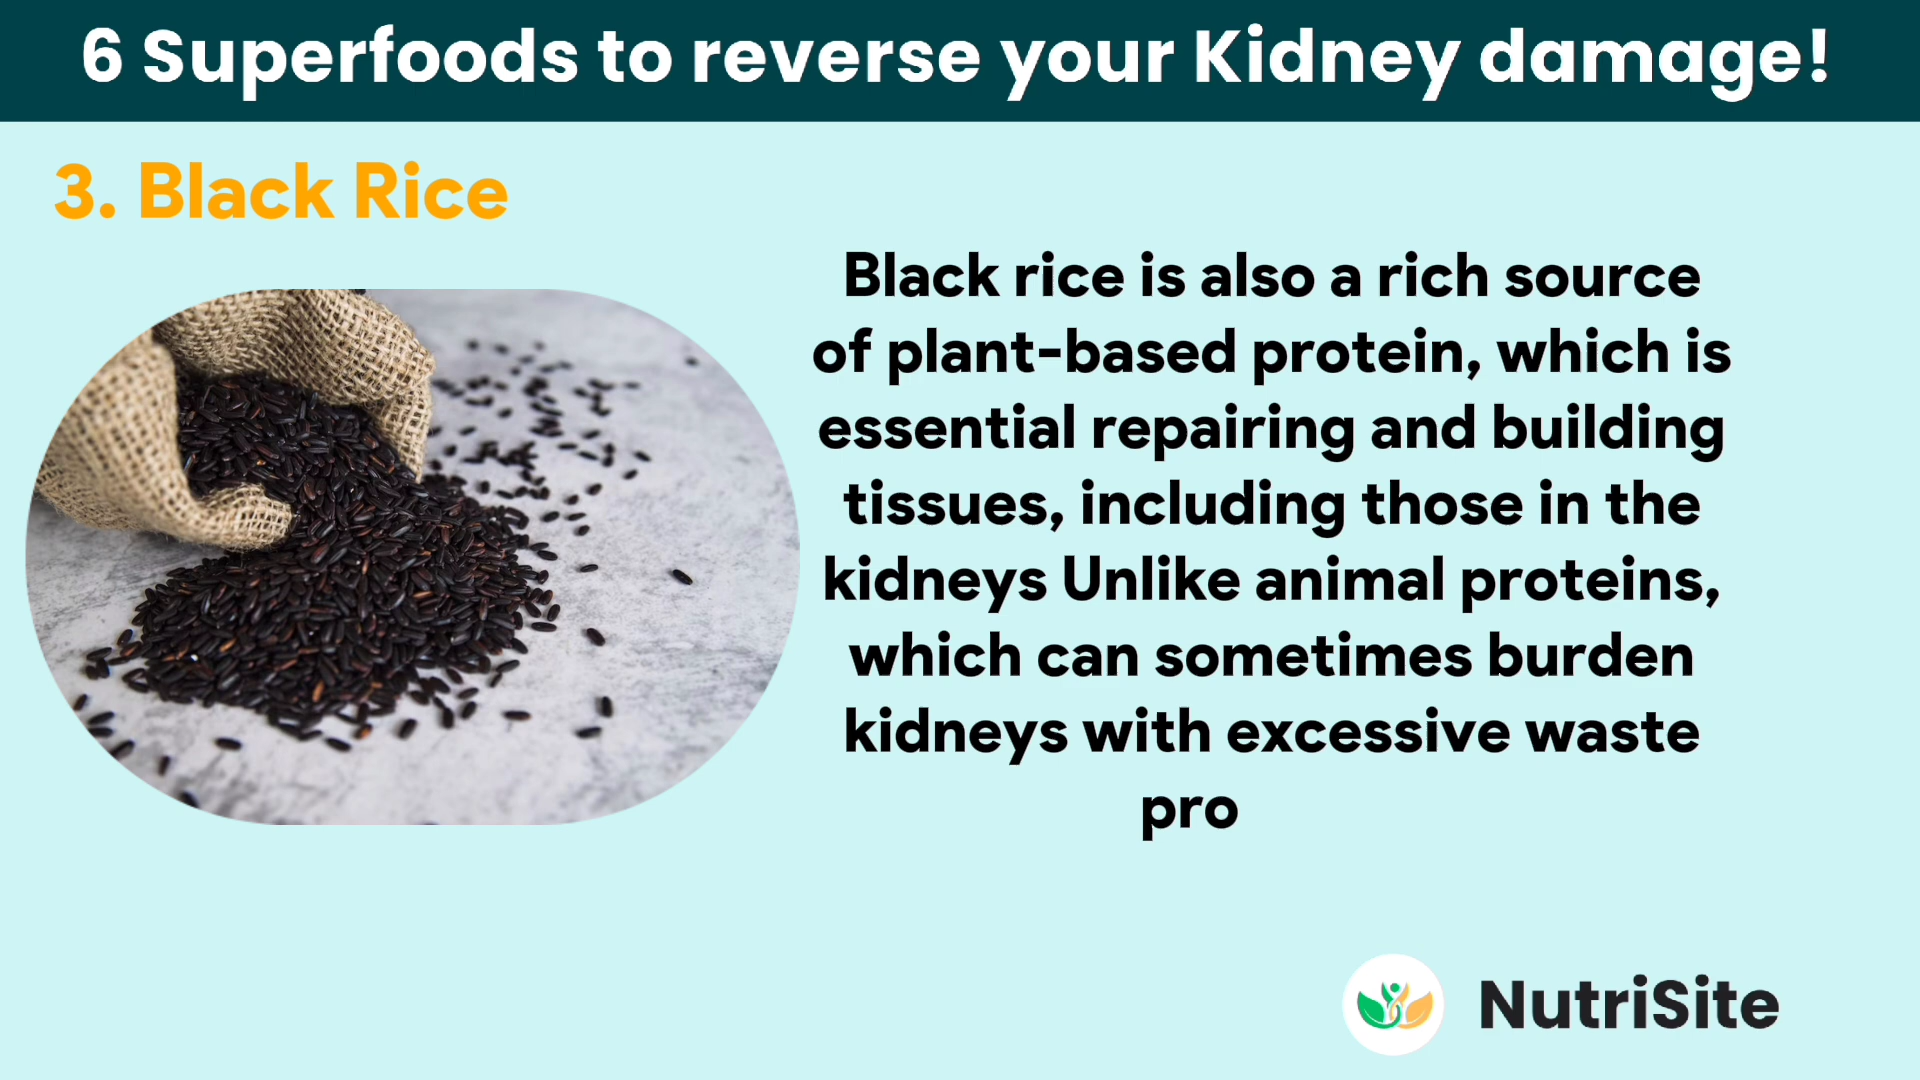 6 Superfoods to reverse your Kidney damage!
3. Black Rice
Black rice is also a rich source
of plant-based protein, which is
essential repairing and building
tissues, including those in the
kidneys Unlike animal proteins,
which can sometimes burden
kidneys with excessive waste
pro
NutriSite